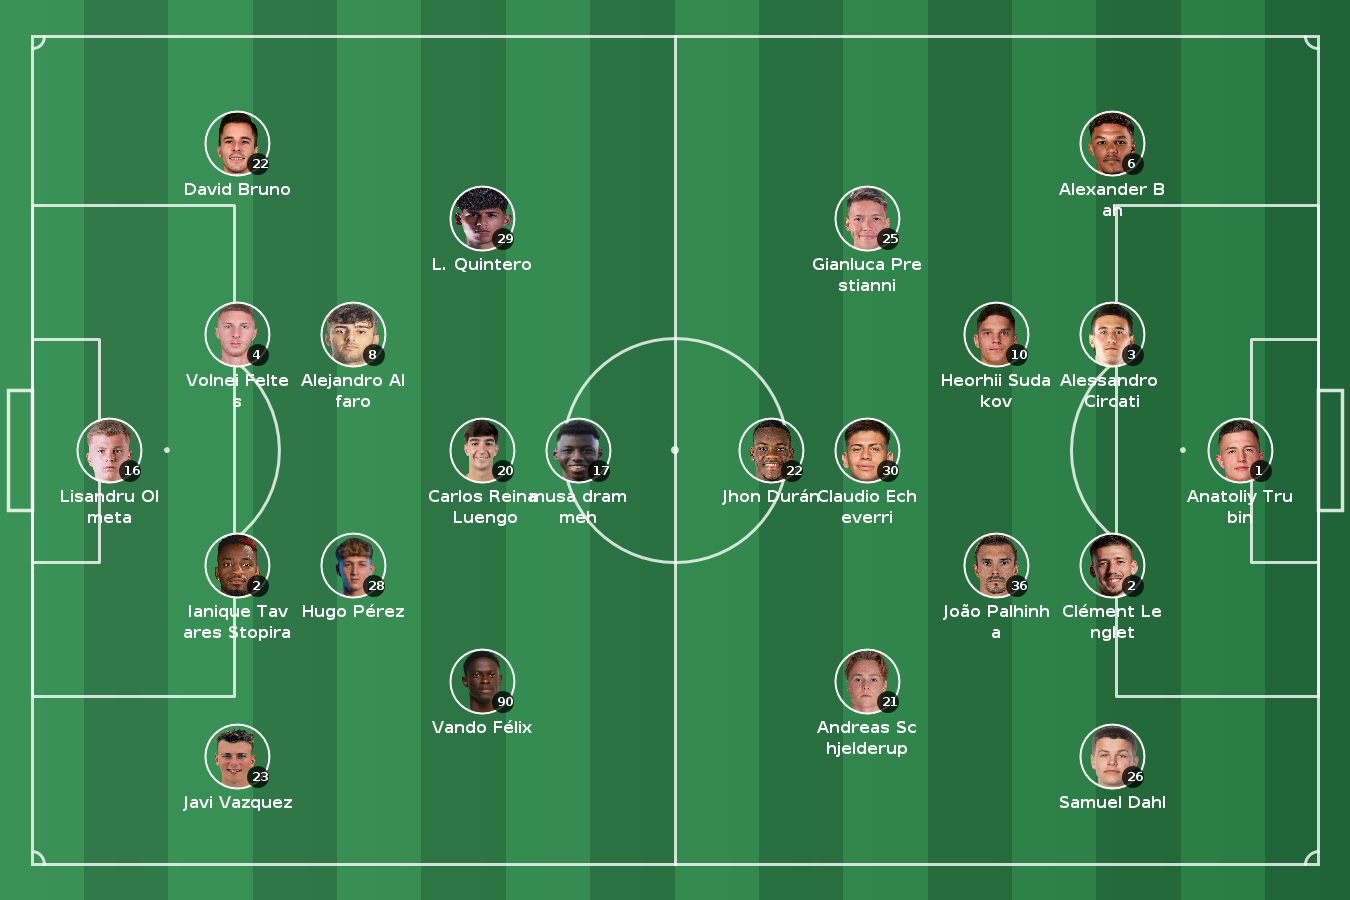 22
David Bruno
6
Alexander B
an
29
L. Quintero
25
Gianluca Pre
stianni
4
Volnei Felte
s
8
Alejandro Al
faro
10
Heorhii Suda
kov
3
Alessandro
Circati
16
Lisandru Ol
meta
20
Carlos Reina
Luengo
17
musa dram
meh
22
Jhon Durán
30
Claudio Ech
everri
1
Anatoliy Tru
bin
2
Ianique Tav
ares Stopira
28
Hugo Pérez
36
João Palhinh
a
2
Clément Le
nglet
90
Vando Félix
21
Andreas Sc
hjelderup
23
Javi Vazquez
26
Samuel Dahl